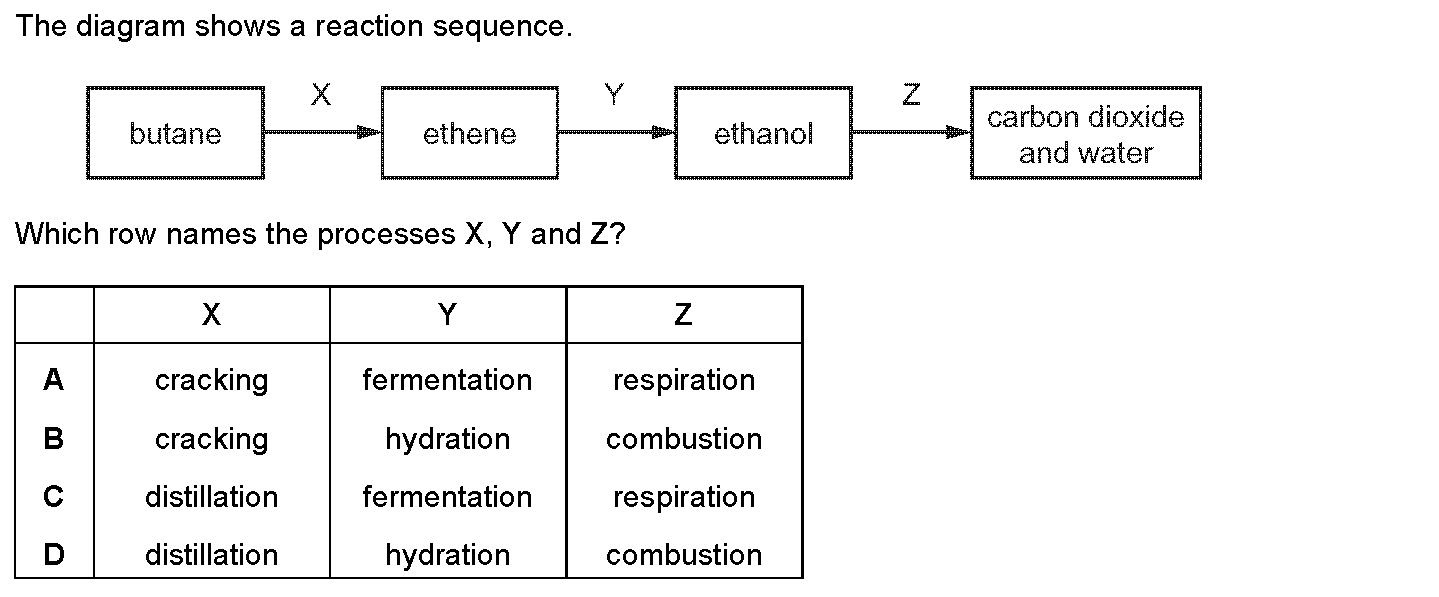 The diagram shows a reaction sequence.
X Y Z
butane ethene ethanol carbon dioxide
and water
Which row names the processes X, Y and Z?
X Y Z
A cracking fermentation respiration
B cracking hydration combustion
C distillation fermentation respiration
D distillation hydration combustion